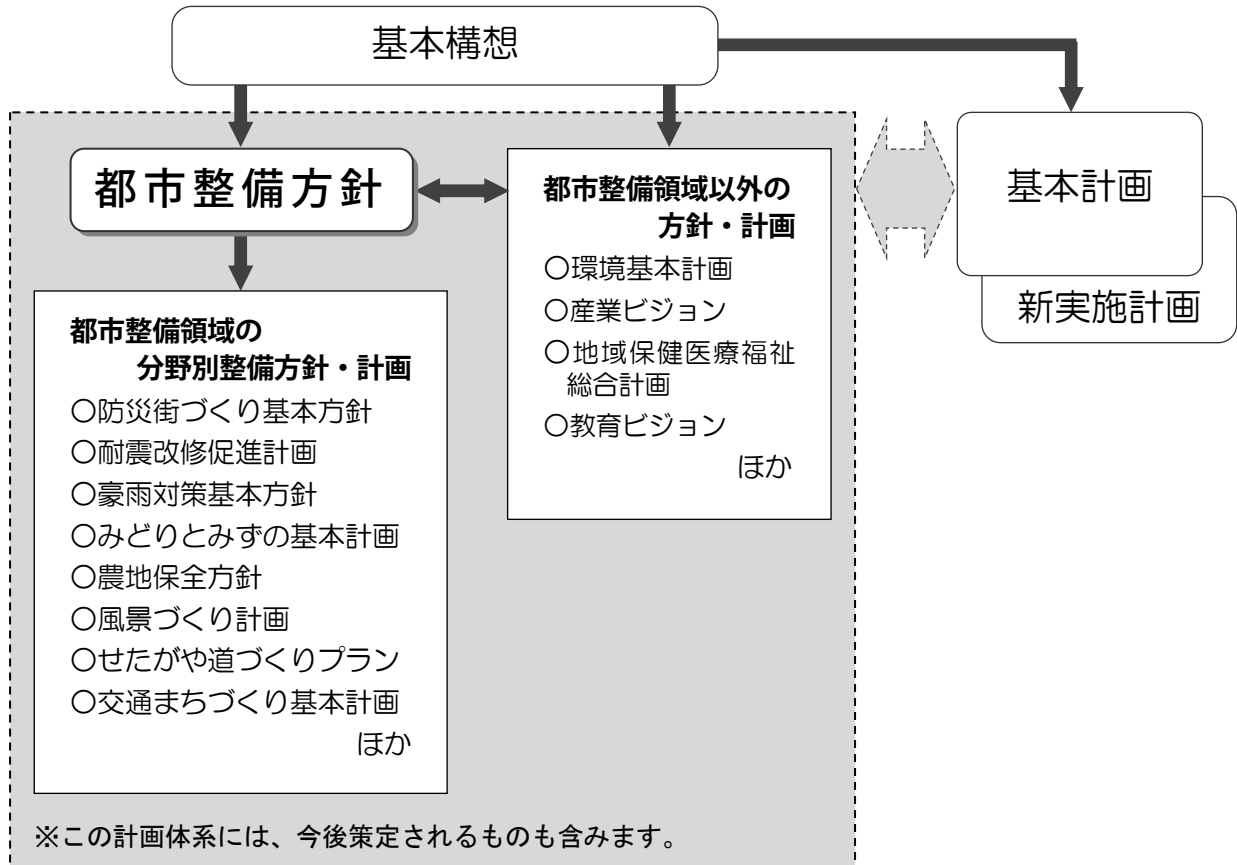 基本構想
都市整備方針
都市整備領域の
分野別整備方針・計画
○防災街づくり基本方針
○耐震改修促進計画
○豪雨対策基本方針
○みどりとみずの基本計画
○農地保全方針
○風景づくり計画
○せたがや道づくりプラン
○交通まちづくり基本計画
ほか
都市整備領域以外の
方針・計画
○環境基本計画
○産業ビジョン
○地域保健医療福祉
総合計画
○教育ビジョン
ほか
基本計画
新実施計画
※この計画体系には、今後策定されるものも含みます。